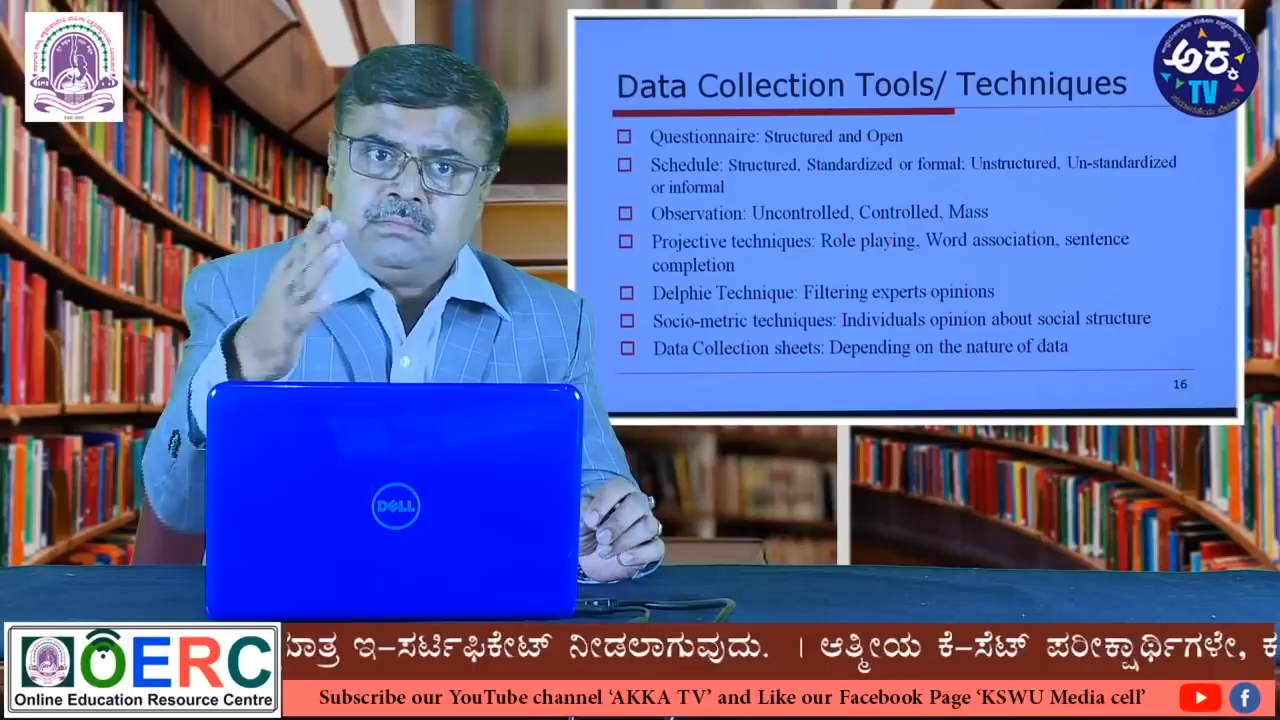 Data Collection Tools/ Techniques
Questionnaire: Structured and Open
Schedule: Structured, Standardized or formal; Unstructured, Un-standardized
or informal
Observation: Uncontrolled, Controlled, Mass
Projective techniques: Role playing, Word association, sentence
completion
Delphie Technique: Filtering experts opinions
Socio-metric techniques: Individuals opinion about social structure
Data Collection sheets: Depending on the nature of data
16
ಅಕ್ಕ
TV
DELL
OERC
Online Education Resource Centre
ಮಾತ್ರ ಇ-ಸರ್ಟಿಫಿಕೇಟ್ ನೀಡಲಾಗುವುದು. | ಆತ್ಮೀಯ ಕೆ-ಸೆಟ್ ಪರೀಕ್ಷಾರ್ಥಿಗಳೇ,
Subscribe our YouTube channel ‘AKKA TV’ and Like our Facebook Page ‘KSWU Media cell’